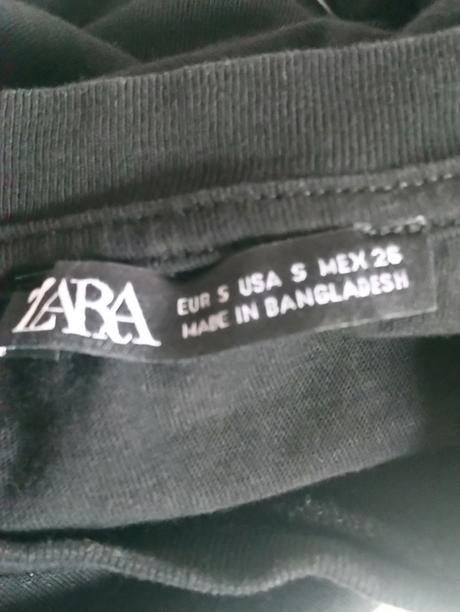 ZARA
EUR S USA S MEX 26
MADE IN BANGLADESH